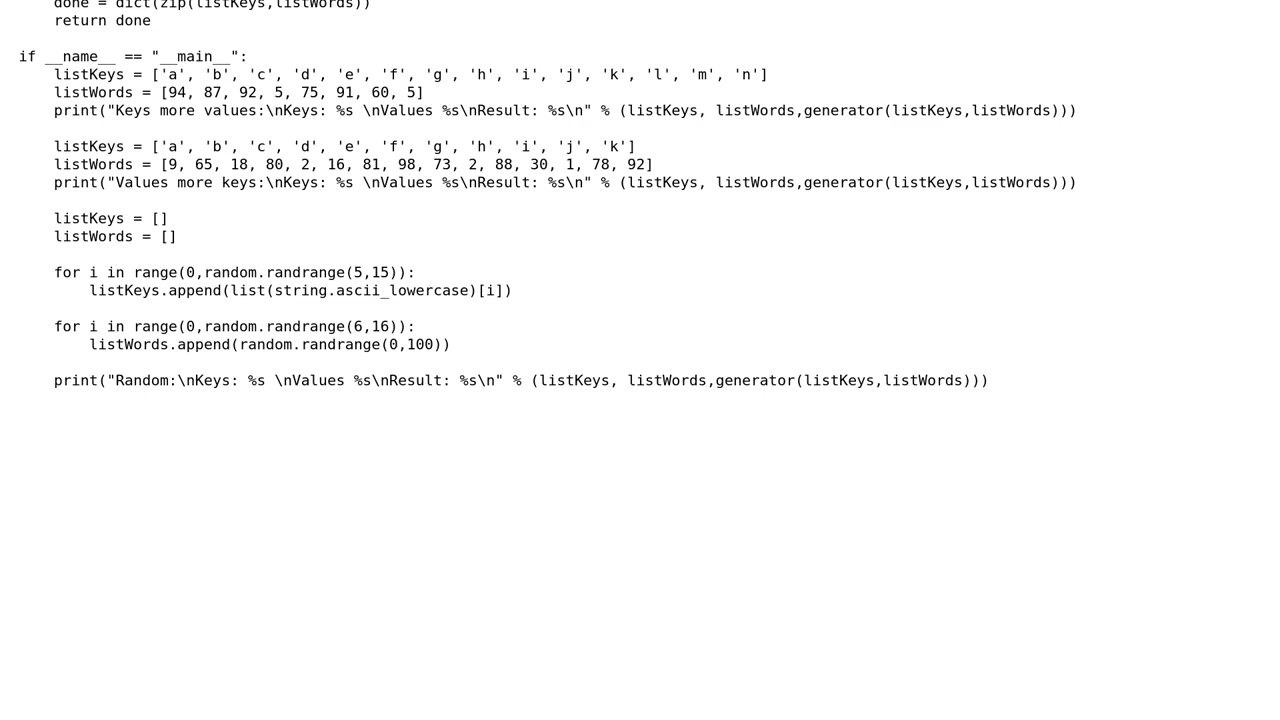 done = dict(zip(listKeys,listWords))
    return done

if __name__ == "__main__":
    listKeys = ['a', 'b', 'c', 'd', 'e', 'f', 'g', 'h', 'i', 'j', 'k', 'l', 'm', 'n']
    listWords = [94, 87, 92, 5, 75, 91, 60, 5]
    print("Keys more values:\nKeys: %s \nValues %s\nResult: %s\n" % (listKeys, listWords,generator(listKeys,listWords)))

    listKeys = ['a', 'b', 'c', 'd', 'e', 'f', 'g', 'h', 'i', 'j', 'k']
    listWords = [9, 65, 18, 80, 2, 16, 81, 98, 73, 2, 88, 30, 1, 78, 92]
    print("Values more keys:\nKeys: %s \nValues %s\nResult: %s\n" % (listKeys, listWords,generator(listKeys,listWords)))

    listKeys = []
    listWords = []

    for i in range(0,random.randrange(5,15)):
        listKeys.append(list(string.ascii_lowercase)[i])

    for i in range(0,random.randrange(6,16)):
        listWords.append(random.randrange(0,100))

    print("Random:\nKeys: %s \nValues %s\nResult: %s\n" % (listKeys, listWords,generator(listKeys,listWords)))